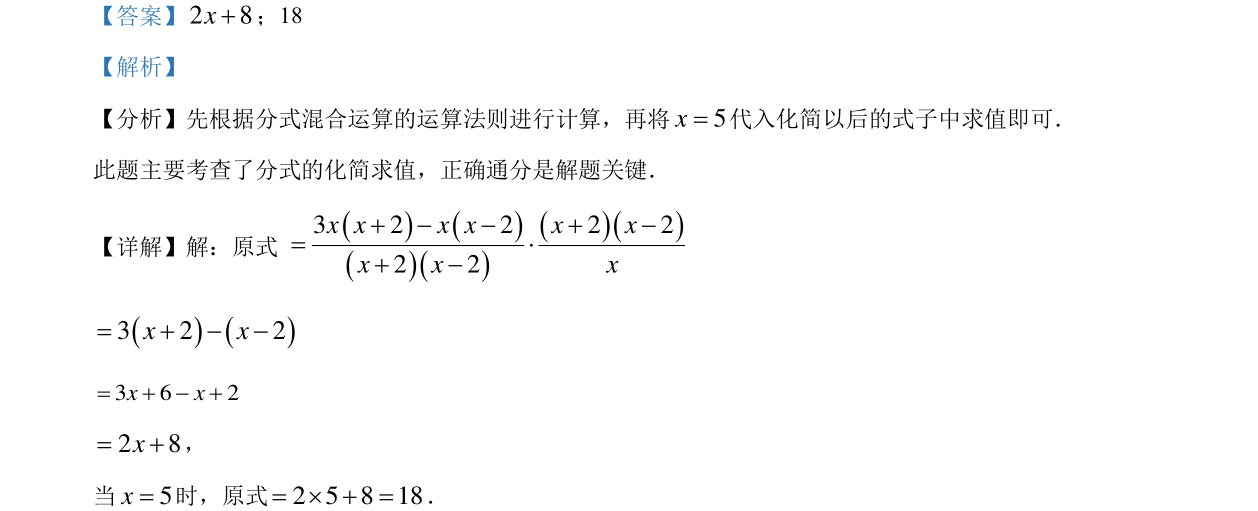 【答案】2x+8；18
【解析】
【分析】先根据分式混合运算的运算法则进行计算，再将 x=5代入化简以后的式子中求值即可．
此题主要考查了分式的化简求值，正确通分是解题关键．
【详解】解：原式 = \frac{3x(x+2)-x(x-2)}{(x+2)(x-2)}·\frac{(x+2)(x-2)}{x}
=3(x+2)-(x-2)
=3x+6-x+2
=2x+8，
当 x=5时，原式=2×5+8=18．